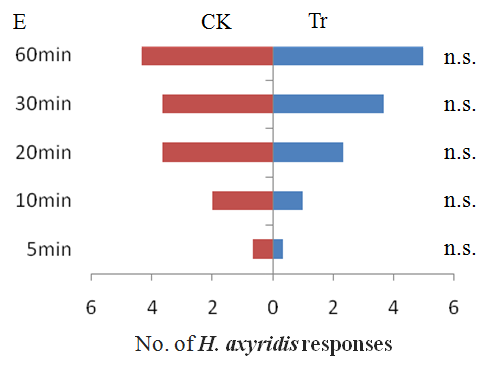 E CK Tr
60min n.s.
30min n.s.
20min n.s.
10min n.s.
5min n.s.
6 4 2 0 2 4 6
No. of H. axyridis responses